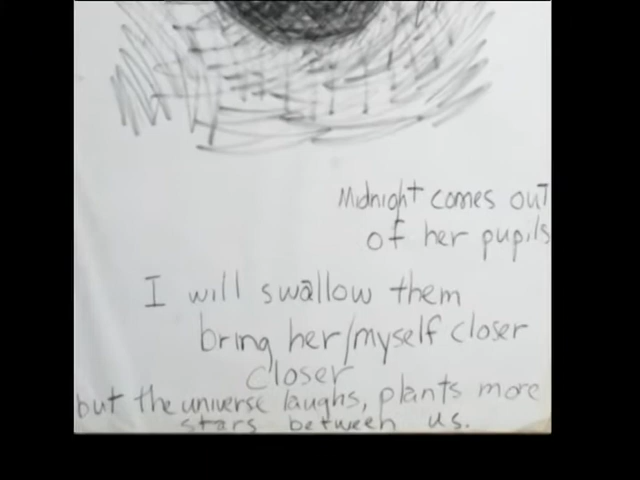 Midnight comes out
of her pupils
I will swallow them
bring her/myself closer
closer
but the universe laughs, plants more
stars between us.